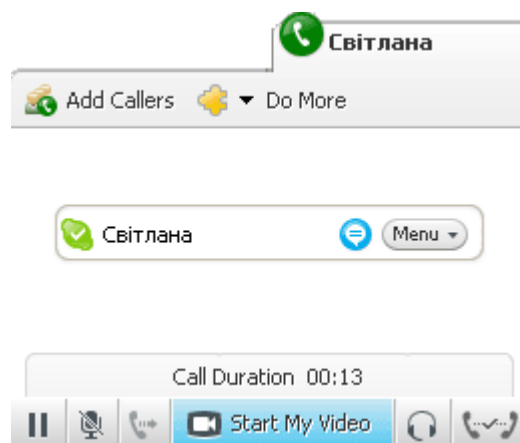 Світлана
Add Callers Do More
Світлана Menu
Call Duration 00:13
Start My Video